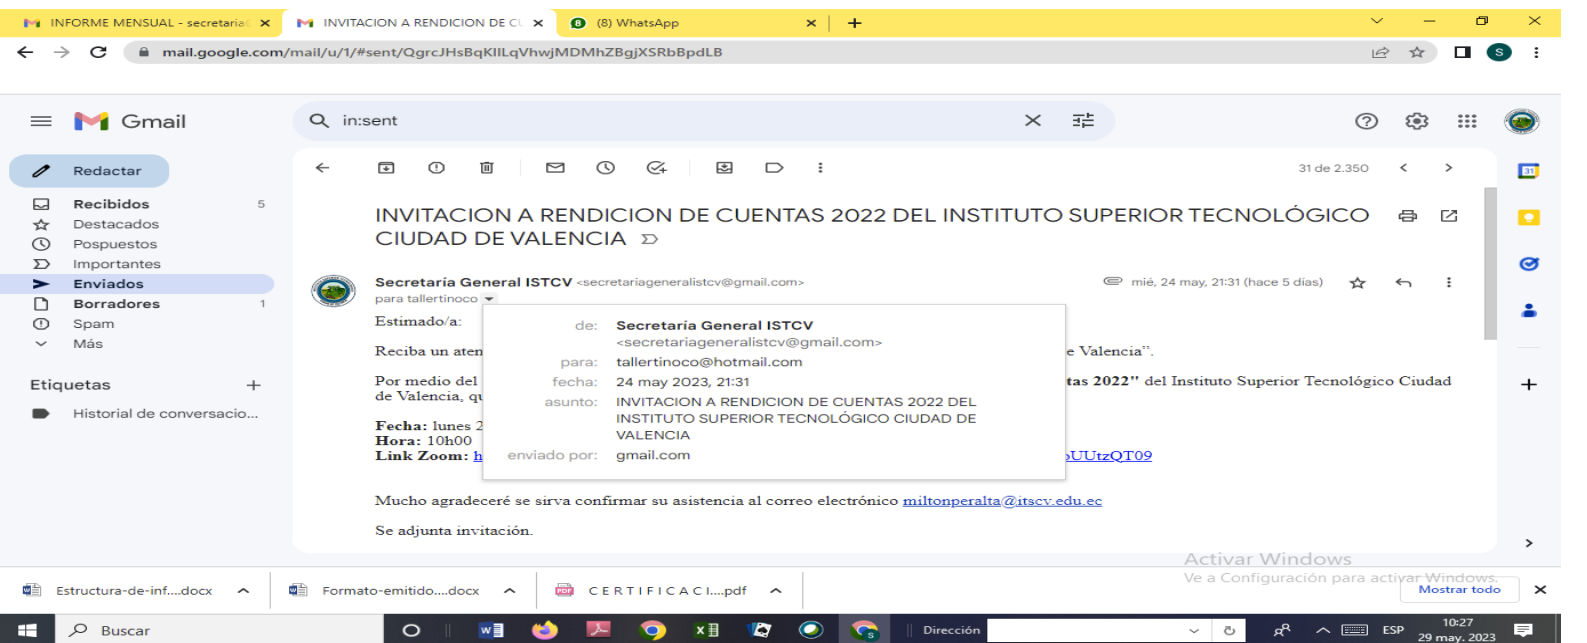 INFORME MENSUAL - secretaria
INVITACION A RENDICION DE CU
(8) WhatsApp
mail.google.com/mail/u/1/#sent/QgrcJHsBqKllLqVhwjMDMhZBgjXSRbBpdLB
S
Gmail
in:sent
Redactar
31 de 2.350
31
Recibidos 5
Destacados
Pospuestos
Importantes
Enviados
Borradores 1
Spam
Más
Etiquetas
Historial de conversacio...
INVITACION A RENDICION DE CUENTAS 2022 DEL INSTITUTO SUPERIOR TECNOLÓGICO
CIUDAD DE VALENCIA
Secretaría General ISTCV <secretariageneralistcv@gmail.com> mié, 24 may, 21:31 (hace 5 días)
para tallertinoco
Estimado/a:
Reciba un aten e Valencia”.
Por medio del tas 2022" del Instituto Superior Tecnológico Ciudad
de Valencia, qu
Fecha: lunes 2
Hora: 10h00
Link Zoom: h UUtzQT09
de: Secretaría General ISTCV
<secretariageneralistcv@gmail.com>
para: tallertinoco@hotmail.com
fecha: 24 may 2023, 21:31
asunto: INVITACION A RENDICION DE CUENTAS 2022 DEL
INSTITUTO SUPERIOR TECNOLÓGICO CIUDAD DE
VALENCIA
enviado por: gmail.com
Mucho agradeceré se sirva confirmar su asistencia al correo electrónico miltonperalta@itscv.edu.ec
Se adjunta invitación.
Activar Windows
Ve a Configuración para activar Windows.
Estructura-de-inf....docx
Formato-emitido....docx
PDF
C E R T I F I C A C I....pdf
Mostrar todo
Buscar
Dirección
ESP
10:27
29 may. 2023